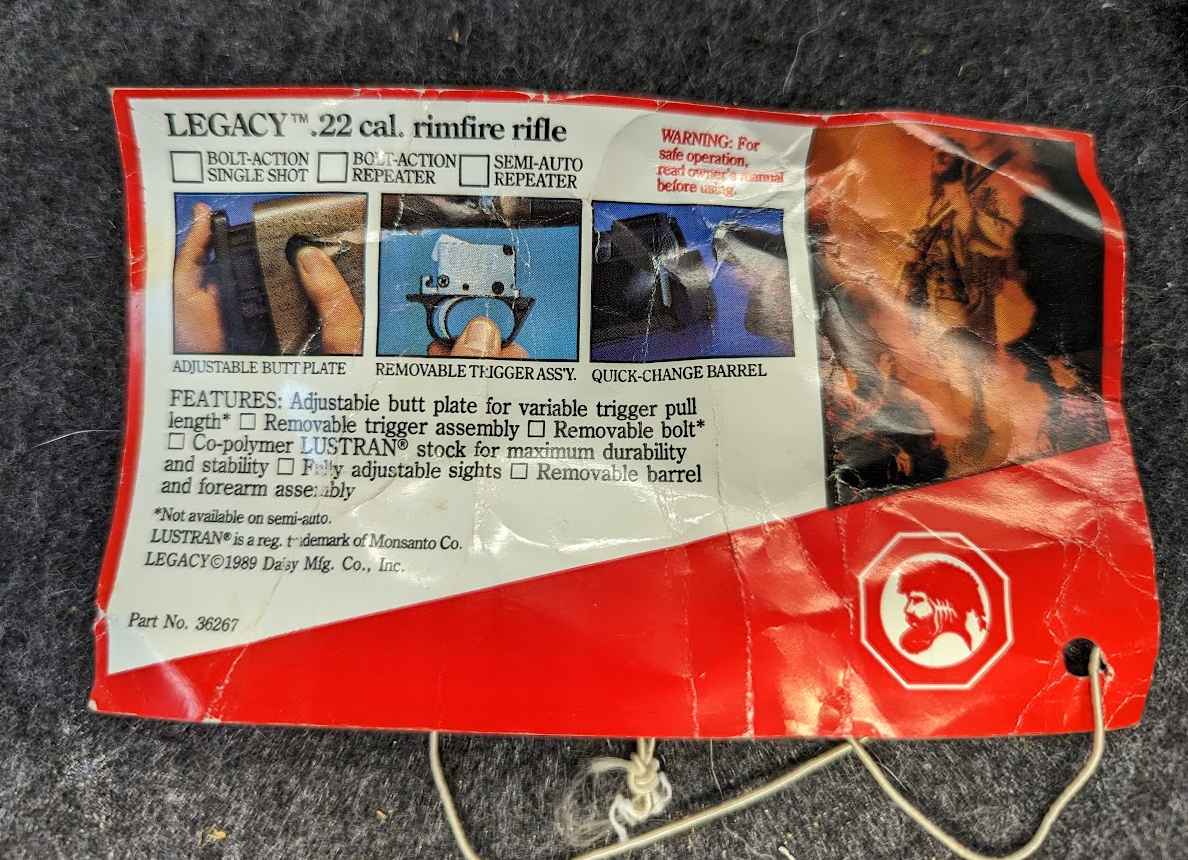 LEGACY™ .22 cal. rimfire rifle
☐ BOLT-ACTION SINGLE SHOT ☐ BOLT-ACTION REPEATER ☐ SEMI-AUTO REPEATER
WARNING: For
safe operation,
read owner's manual
before using.
ADJUSTABLE BUTT PLATE
REMOVABLE TRIGGER ASS'Y.
QUICK-CHANGE BARREL
FEATURES: Adjustable butt plate for variable trigger pull
length* ☐ Removable trigger assembly ☐ Removable bolt*
☐ Co-polymer LUSTRAN® stock for maximum durability
and stability ☐ Fully adjustable sights ☐ Removable barrel
and forearm assembly
*Not available on semi-auto.
LUSTRAN® is a reg. trademark of Monsanto Co.
LEGACY©1989 Daisy Mfg. Co., Inc.
Part No. 36267